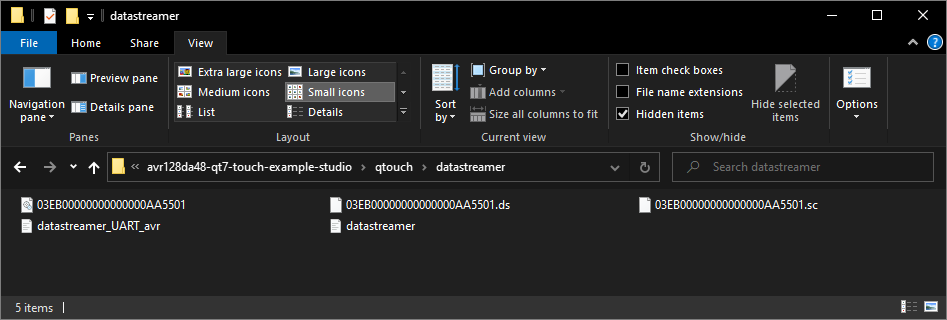 datastreamer
File Home Share View
Navigation pane
Preview pane
Details pane
Panes
Extra large icons Large icons
Medium icons Small icons
List Details
Layout
Sort by
Group by
Add columns
Size all columns to fit
Current view
Item check boxes
File name extensions
Hidden items
Hide selected items
Show/hide
Options
« avr128da48-qt7-touch-example-studio > qtouch > datastreamer
Search datastreamer
03EB00000000000000AA5501 03EB00000000000000AA5501.ds 03EB00000000000000AA5501.sc
datastreamer_UART_avr datastreamer
5 items